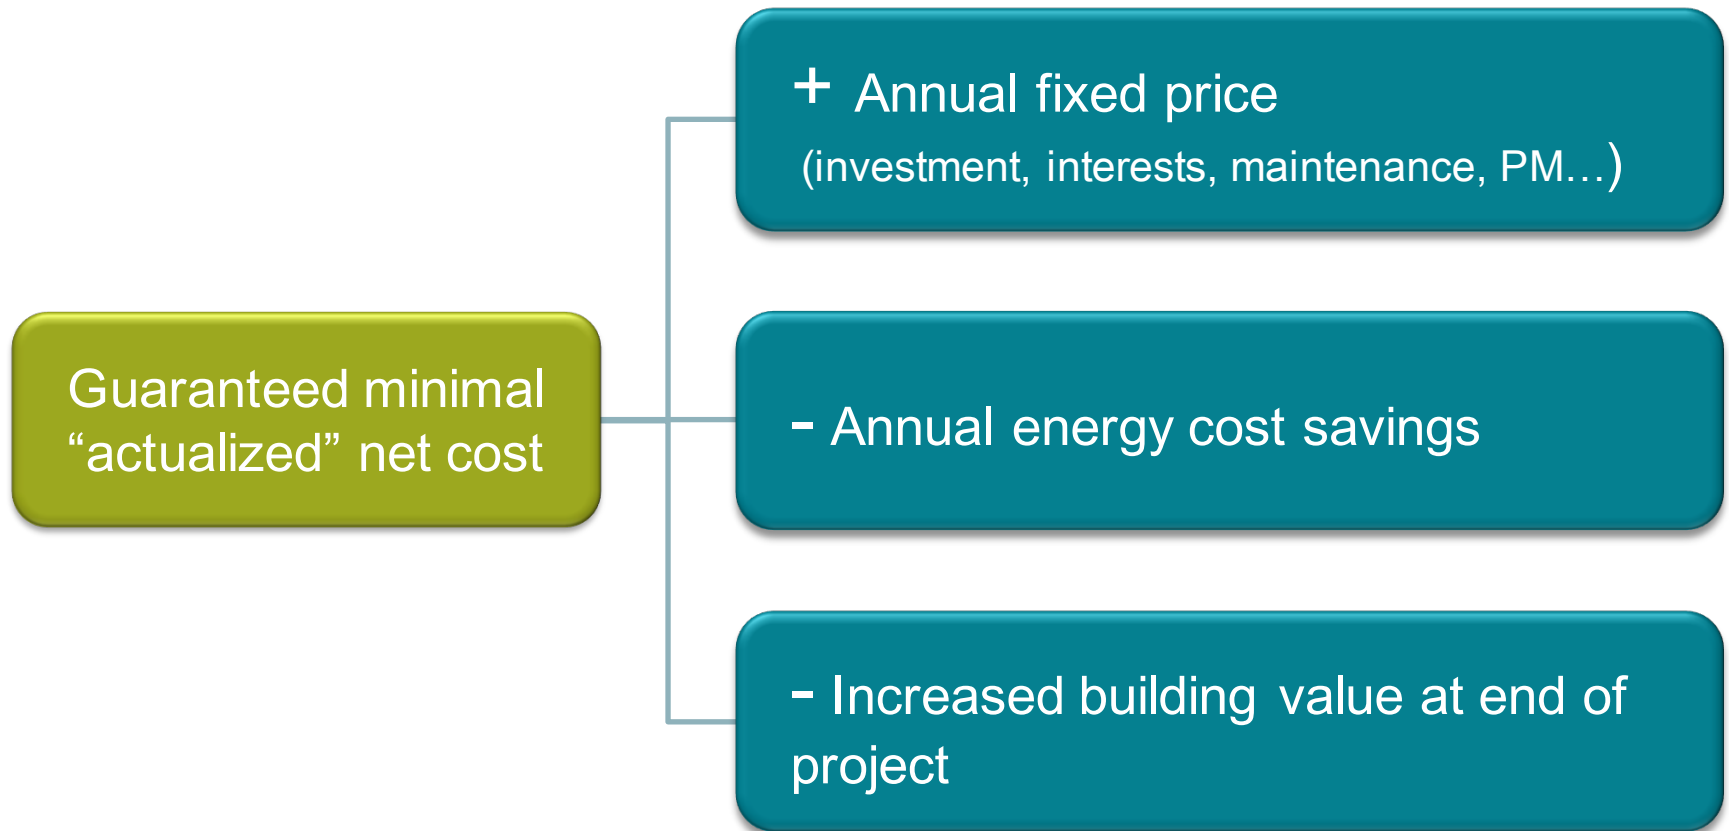 + Annual fixed price
(investment, interests, maintenance, PM…)
Guaranteed minimal
“actualized” net cost
- Annual energy cost savings
- Increased building value at end of
project